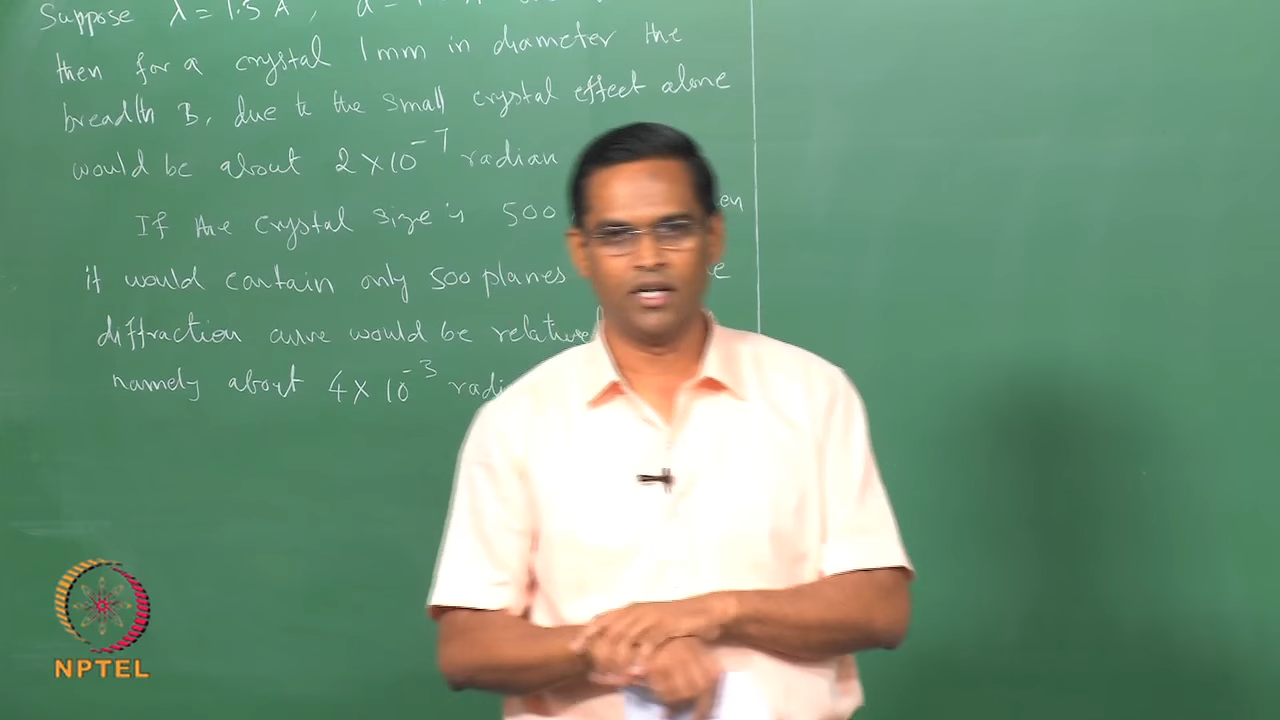 Suppose λ = 1.5 Å, d =
then for a crystal 1mm in diameter the
breadth B, due to the small crystal effect alone
would be about 2 X 10⁻⁷ radian
If the crystal size is 500
it would contain only 500 planes
diffraction curve would be
namely about 4 X 10⁻³
NPTEL